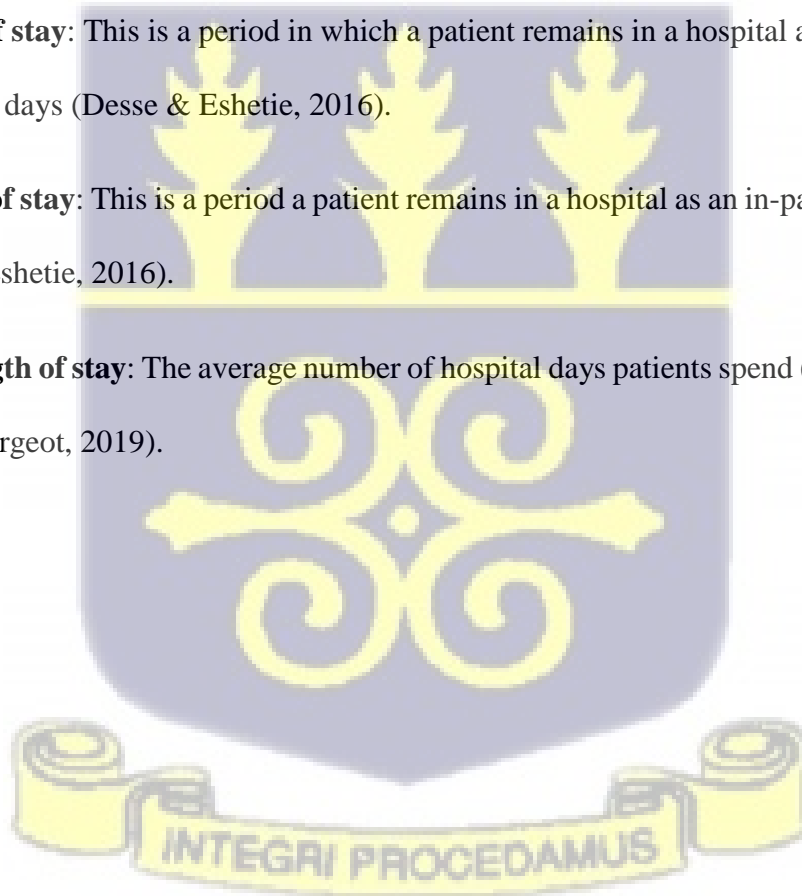 f stay: This is a period in which a patient remains in a hospital a
days (Desse & Eshetie, 2016).
of stay: This is a period a patient remains in a hospital as an in-pa
shetie, 2016).
gth of stay: The average number of hospital days patients spend (
rgeot, 2019).
INTEGRI PROCEDAMUS